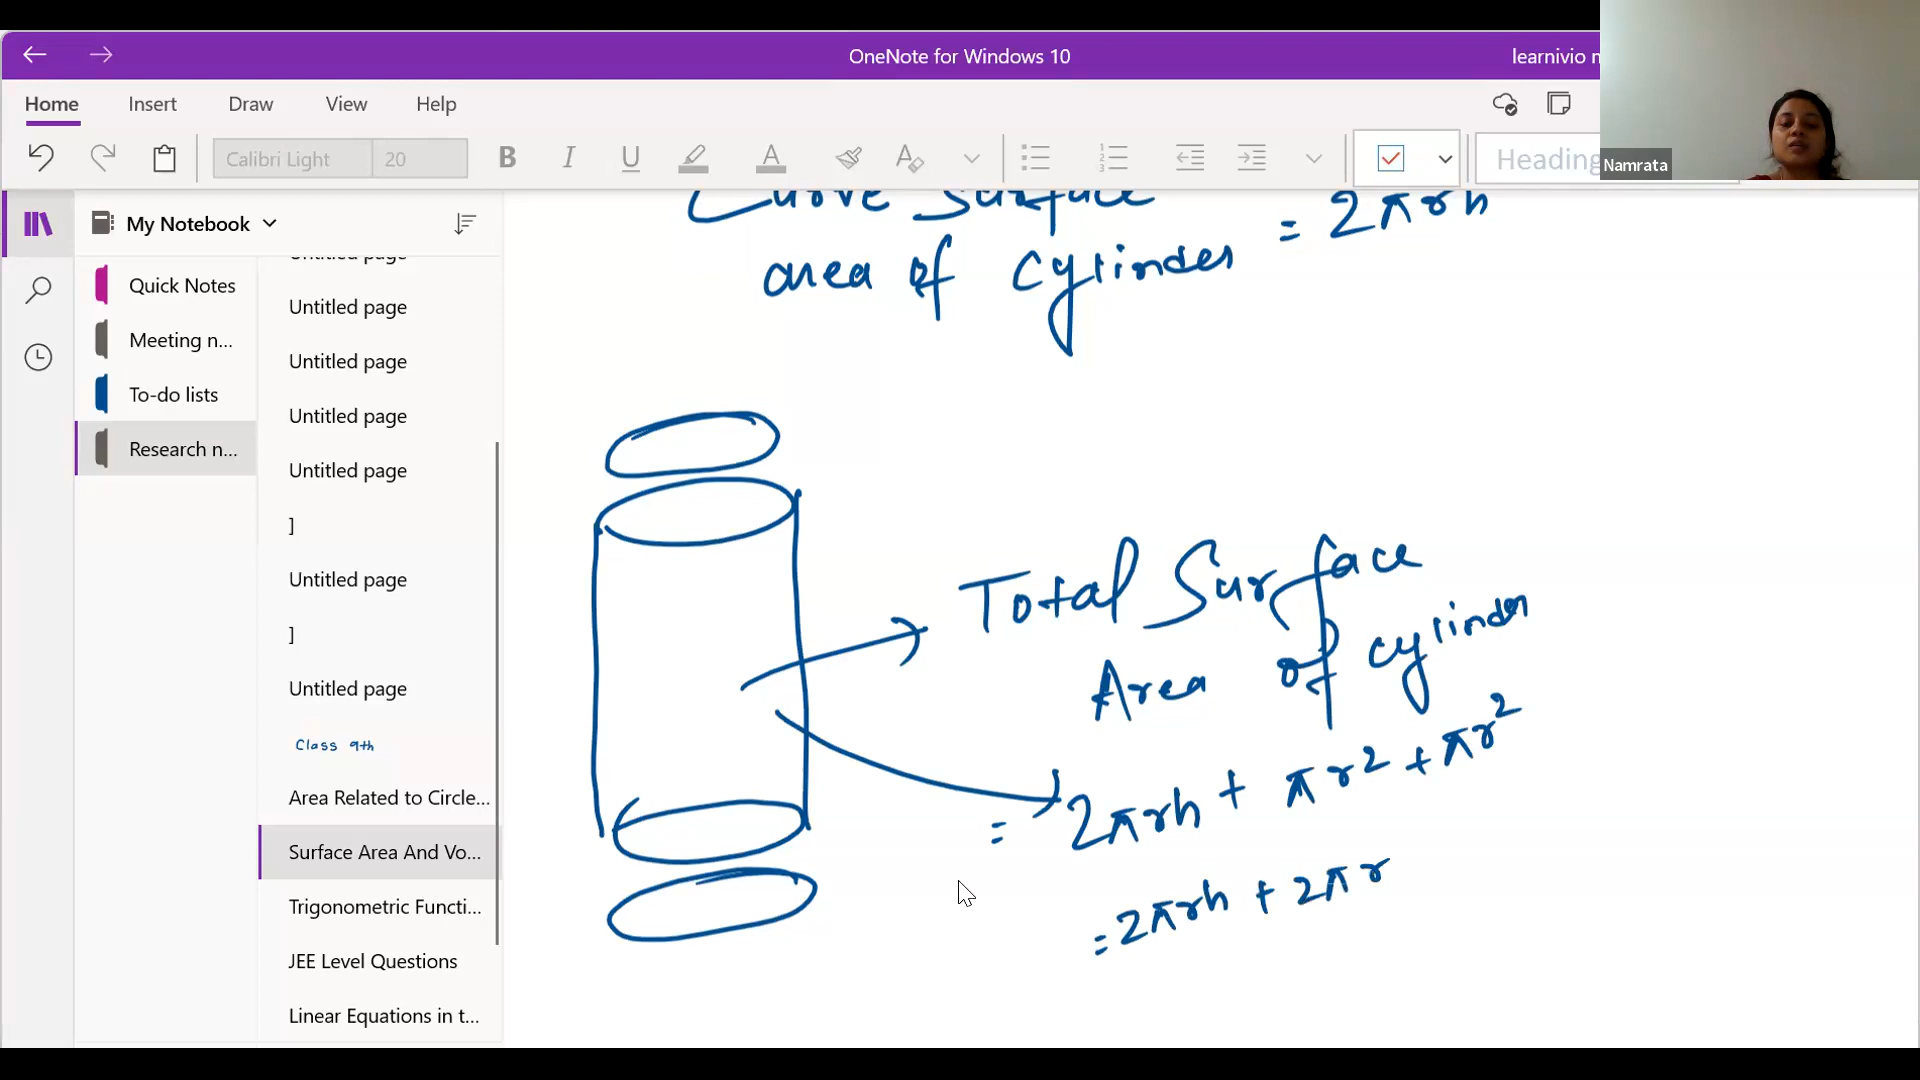 OneNote for Windows 10
learnivio
Home Insert Draw View Help
Calibri Light 20 B I U A A Heading
Namrata
My Notebook
Quick Notes
Meeting n...
To-do lists
Research n...
Untitled page
Untitled page
Untitled page
Untitled page
Untitled page
]
Untitled page
]
Untitled page
Class 9th
Area Related to Circle...
Surface Area And Vo...
Trigonometric Functi...
JEE Level Questions
Linear Equations in t...
Curve Surface
area of cylinder = 2πrh
Total Surface
Area of cylinder
= 2πrh + πr² + πr²
= 2πrh + 2πr